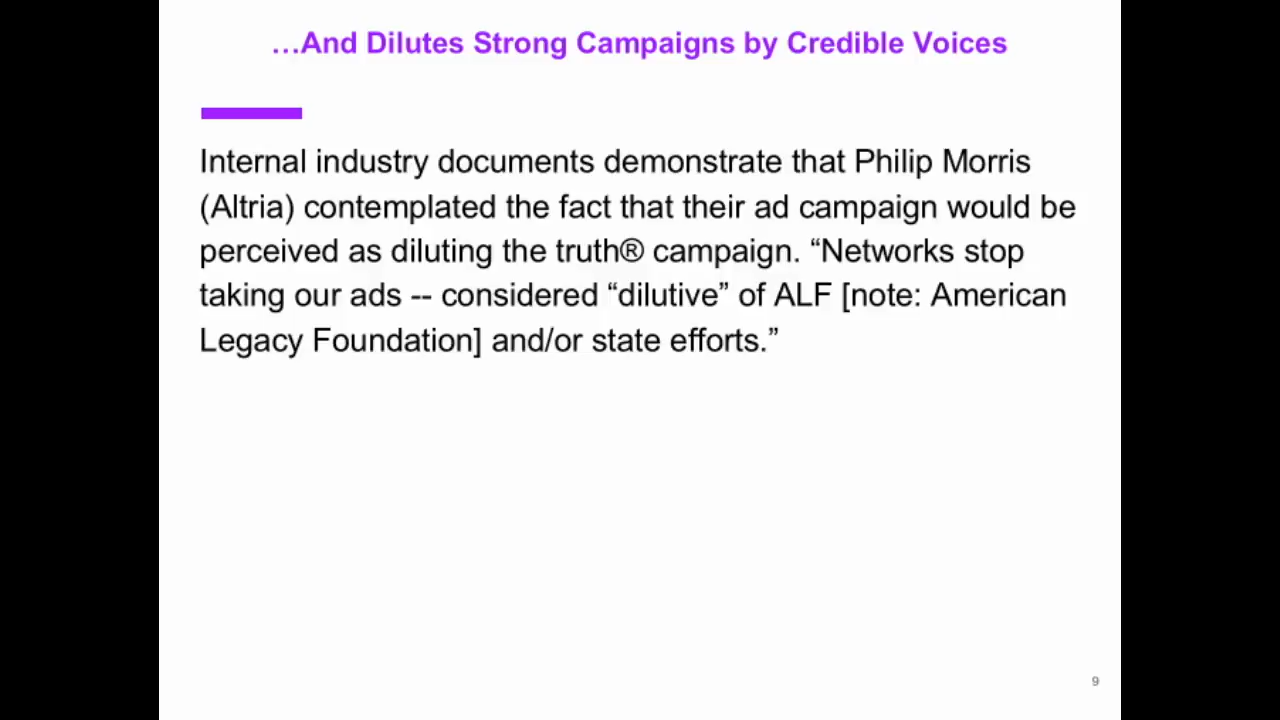 …And Dilutes Strong Campaigns by Credible Voices
Internal industry documents demonstrate that Philip Morris
(Altria) contemplated the fact that their ad campaign would be
perceived as diluting the truth® campaign. “Networks stop
taking our ads -- considered “dilutive” of ALF [note: American
Legacy Foundation] and/or state efforts.”
9